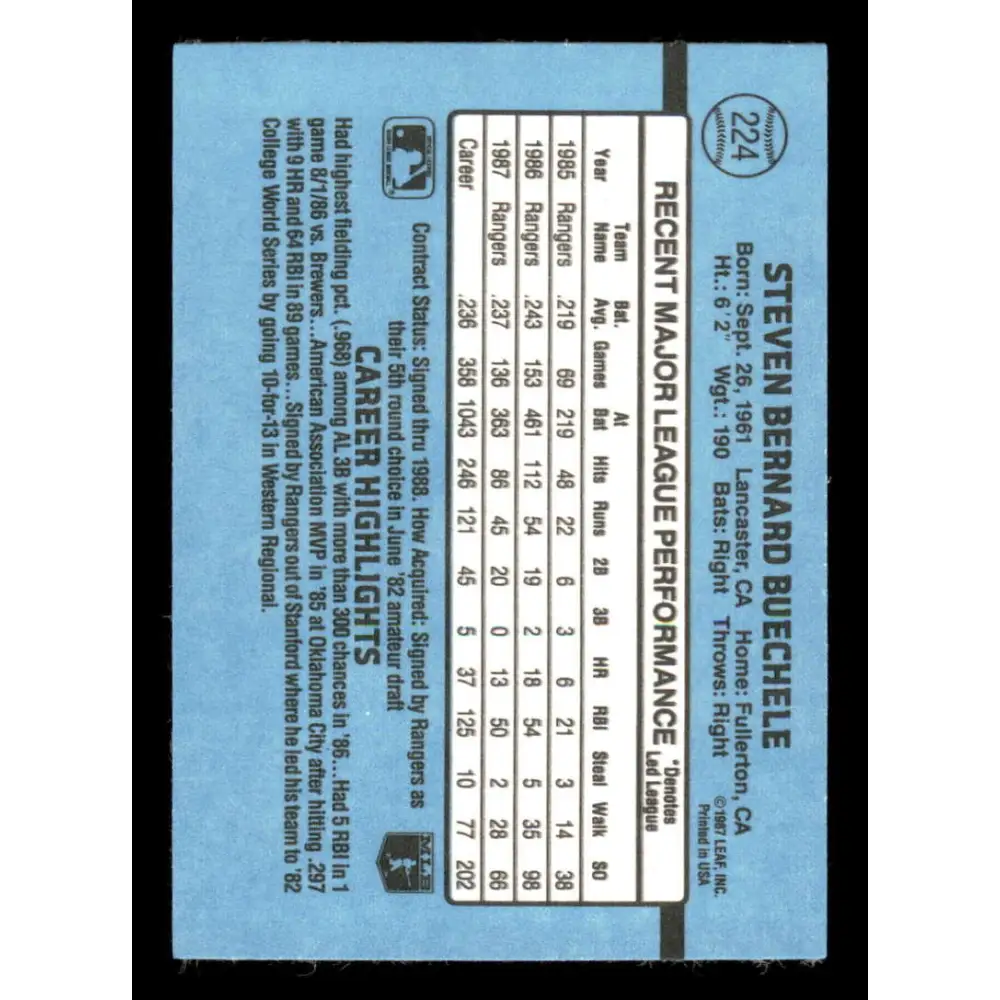 224
STEVEN BERNARD BUECHELE
Born: Sept. 26, 1961 Lancaster, CA Home: Fullerton, CA
Ht.: 6'2" Wgt.: 190 Bats: Right Throws: Right
©1987 LEAF, INC.
Printed in USA
RECENT MAJOR LEAGUE PERFORMANCE
*Denotes
Led League
Year Team Name Bat. Avg. Games At Bat Hits Runs 2B 3B HR RBI Steal Walk SO
1985 Rangers .219 69 219 48 22 6 3 6 21 3 14 38
1986 Rangers .243 153 461 112 54 19 2 18 54 5 35 98
1987 Rangers .237 136 363 86 45 20 0 13 50 2 28 66
Career .236 358 1043 246 121 45 5 37 125 10 77 202
Contract Status: Signed thru 1988. How Acquired: Signed by Rangers as
their 5th round choice in June '82 amateur draft
MLB
CAREER HIGHLIGHTS
Had highest fielding pct. (.968) among AL 3B with more than 300 chances in '86...Had 5 RBI in 1
game 8/1/86 vs. Brewers...American Association MVP in '85 at Oklahoma City after hitting .297
with 9 HR and 64 RBI in 89 games...Signed by Rangers out of Stanford where he led his team to '82
College World Series by going 10-for-13 in Western Regional.